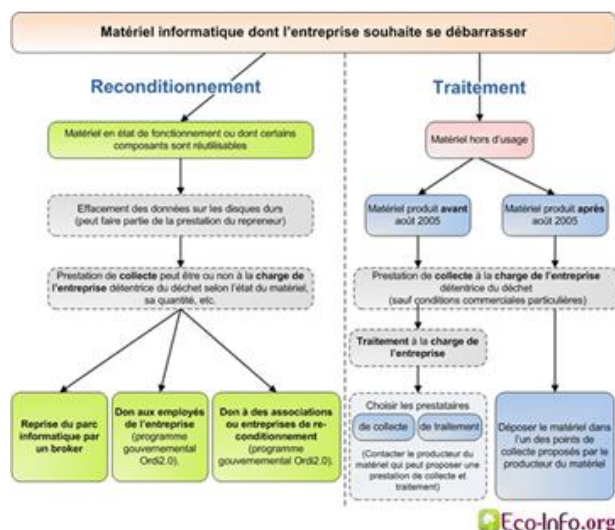 Matériel informatique dont l'entreprise souhaite se débarrasser
Reconditionnement
Matériel en état de fonctionnement ou dont certains
composants sont réutilisables
Effacement des données sur les disques durs
(peut faire partie de la prestation du repreneur)
Prestation de collecte peut être ou non à la charge de
l'entreprise détentrice du déchet selon l'état du matériel,
sa quantité, etc.
Reprise du parc
informatique par
un broker
Don aux employés
de l'entreprise
(programme
gouvernemental
Ordi2.0).
Don à des associations
ou entreprises de re-
conditionnement
(programme
gouvernemental Ordi2.0).
Traitement
Matériel hors d'usage
Matériel produit avant
août 2005
Matériel produit après
août 2005
Prestation de collecte à la charge de l'entreprise
détentrice du déchet
(sauf conditions commerciales particulières)
Traitement à la charge de
l'entreprise
Choisir les prestataires
de collecte
de traitement
(Contacter le producteur du
matériel qui peut proposer une
prestation de collecte et
traitement)
Déposer le matériel
dans l'un des points de
collecte proposés par le
producteur du matériel
Eco-Info.org